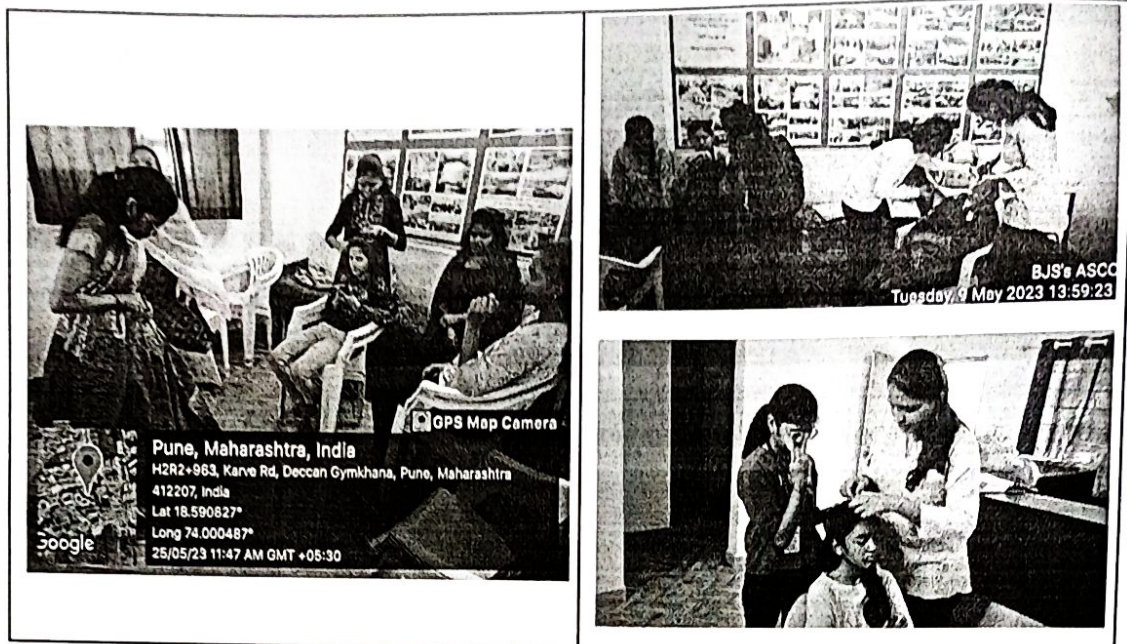 GPS Map Camera
Pune, Maharashtra, India
H2R2+963, Karve Rd, Deccan Gymkhana, Pune, Maharashtra
412207, India
Lat 18.590827°
Long 74.000487°
25/05/23 11:47 AM GMT +05:30
Google
BJS's ASCC
Tuesday, 9 May 2023 13:59:23